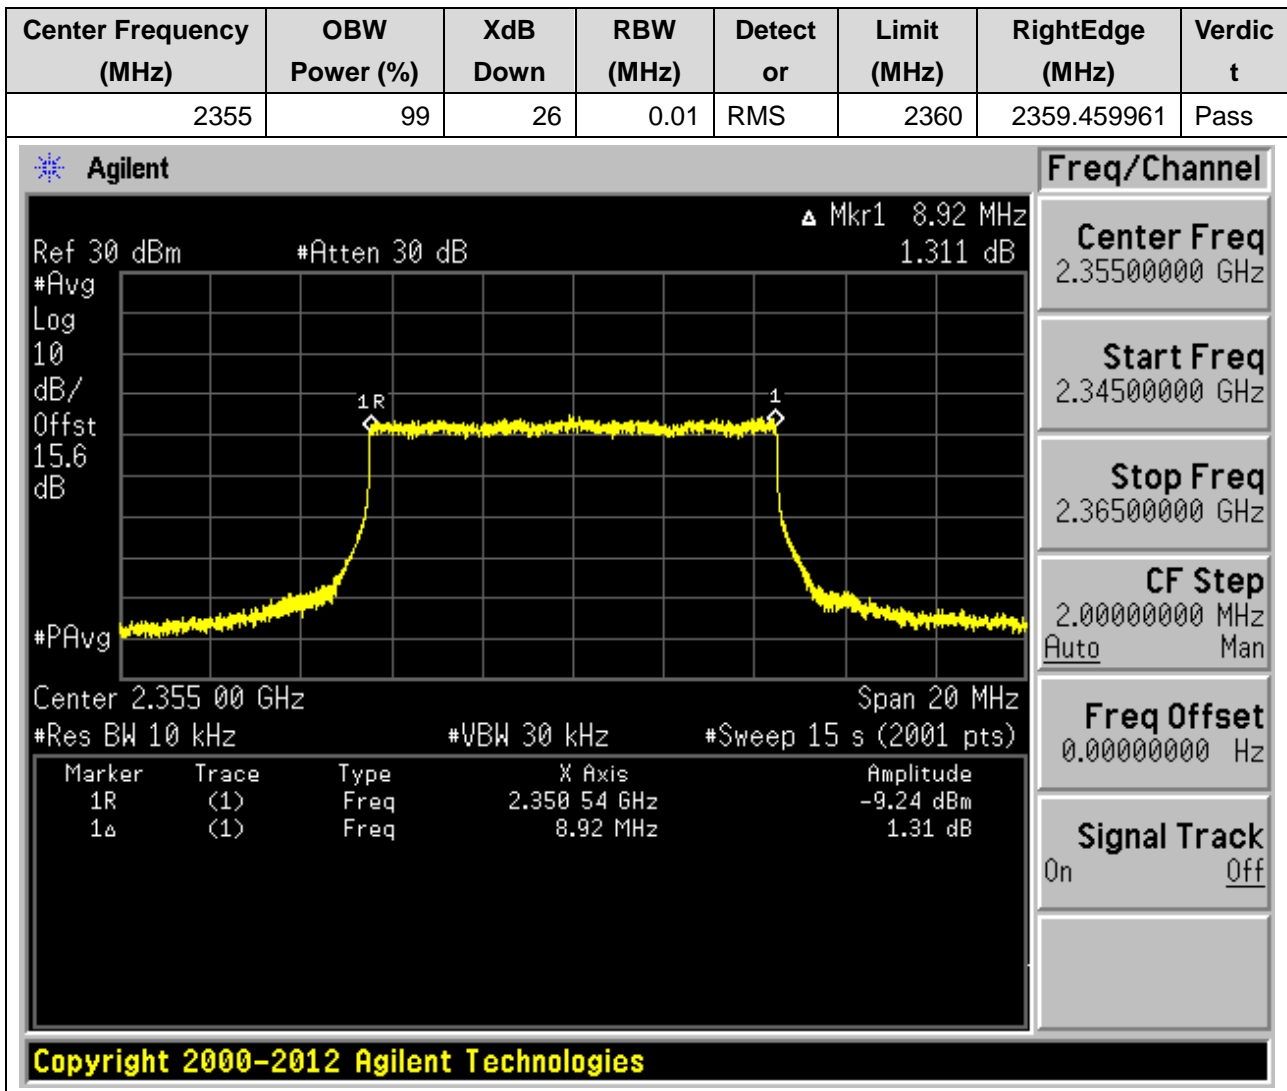 Center Frequency (MHz) OBW Power (%) XdB Down RBW (MHz) Detect or Limit (MHz) RightEdge (MHz) Verdic t
2355 99 26 0.01 RMS 2360 2359.459961 Pass
Agilent
Freq/Channel
Δ Mkr1 8.92 MHz
Ref 30 dBm #Atten 30 dB 1.311 dB
#Avg
Log
10
dB/
Offst
15.6
dB
#PAvg
1R
1
Center 2.355 00 GHz Span 20 MHz
#Res BW 10 kHz #VBW 30 kHz #Sweep 15 s (2001 pts)
Marker Trace Type X Axis Amplitude
1R (1) Freq 2.350 54 GHz -9.24 dBm
1Δ (1) Freq 8.92 MHz 1.31 dB
Center Freq
2.35500000 GHz
Start Freq
2.34500000 GHz
Stop Freq
2.36500000 GHz
CF Step
2.00000000 MHz
Auto Man
Freq Offset
0.00000000 Hz
Signal Track
On Off
Copyright 2000-2012 Agilent Technologies